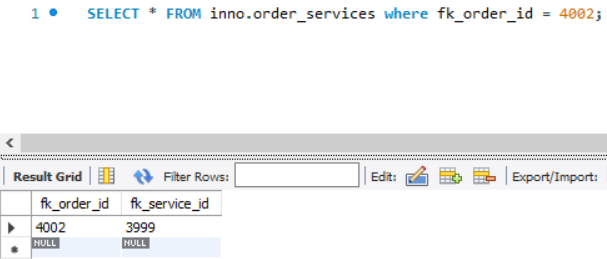 1 SELECT * FROM inno.order_services where fk_order_id = 4002;
Result Grid Filter Rows: Edit: Export/Import:
fk_order_id fk_service_id
4002 3999
NULL NULL